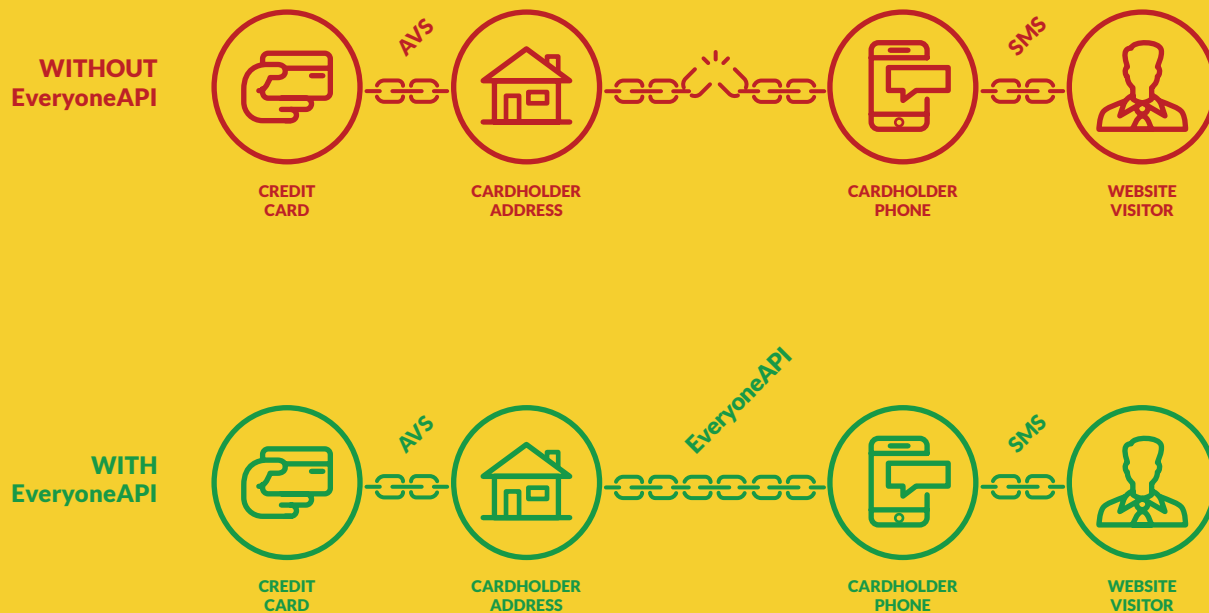 WITHOUT
EveryoneAPI
AVS
SMS
CREDIT
CARD
CARDHOLDER
ADDRESS
CARDHOLDER
PHONE
WEBSITE
VISITOR
WITH
EveryoneAPI
AVS
EveryoneAPI
SMS
CREDIT
CARD
CARDHOLDER
ADDRESS
CARDHOLDER
PHONE
WEBSITE
VISITOR